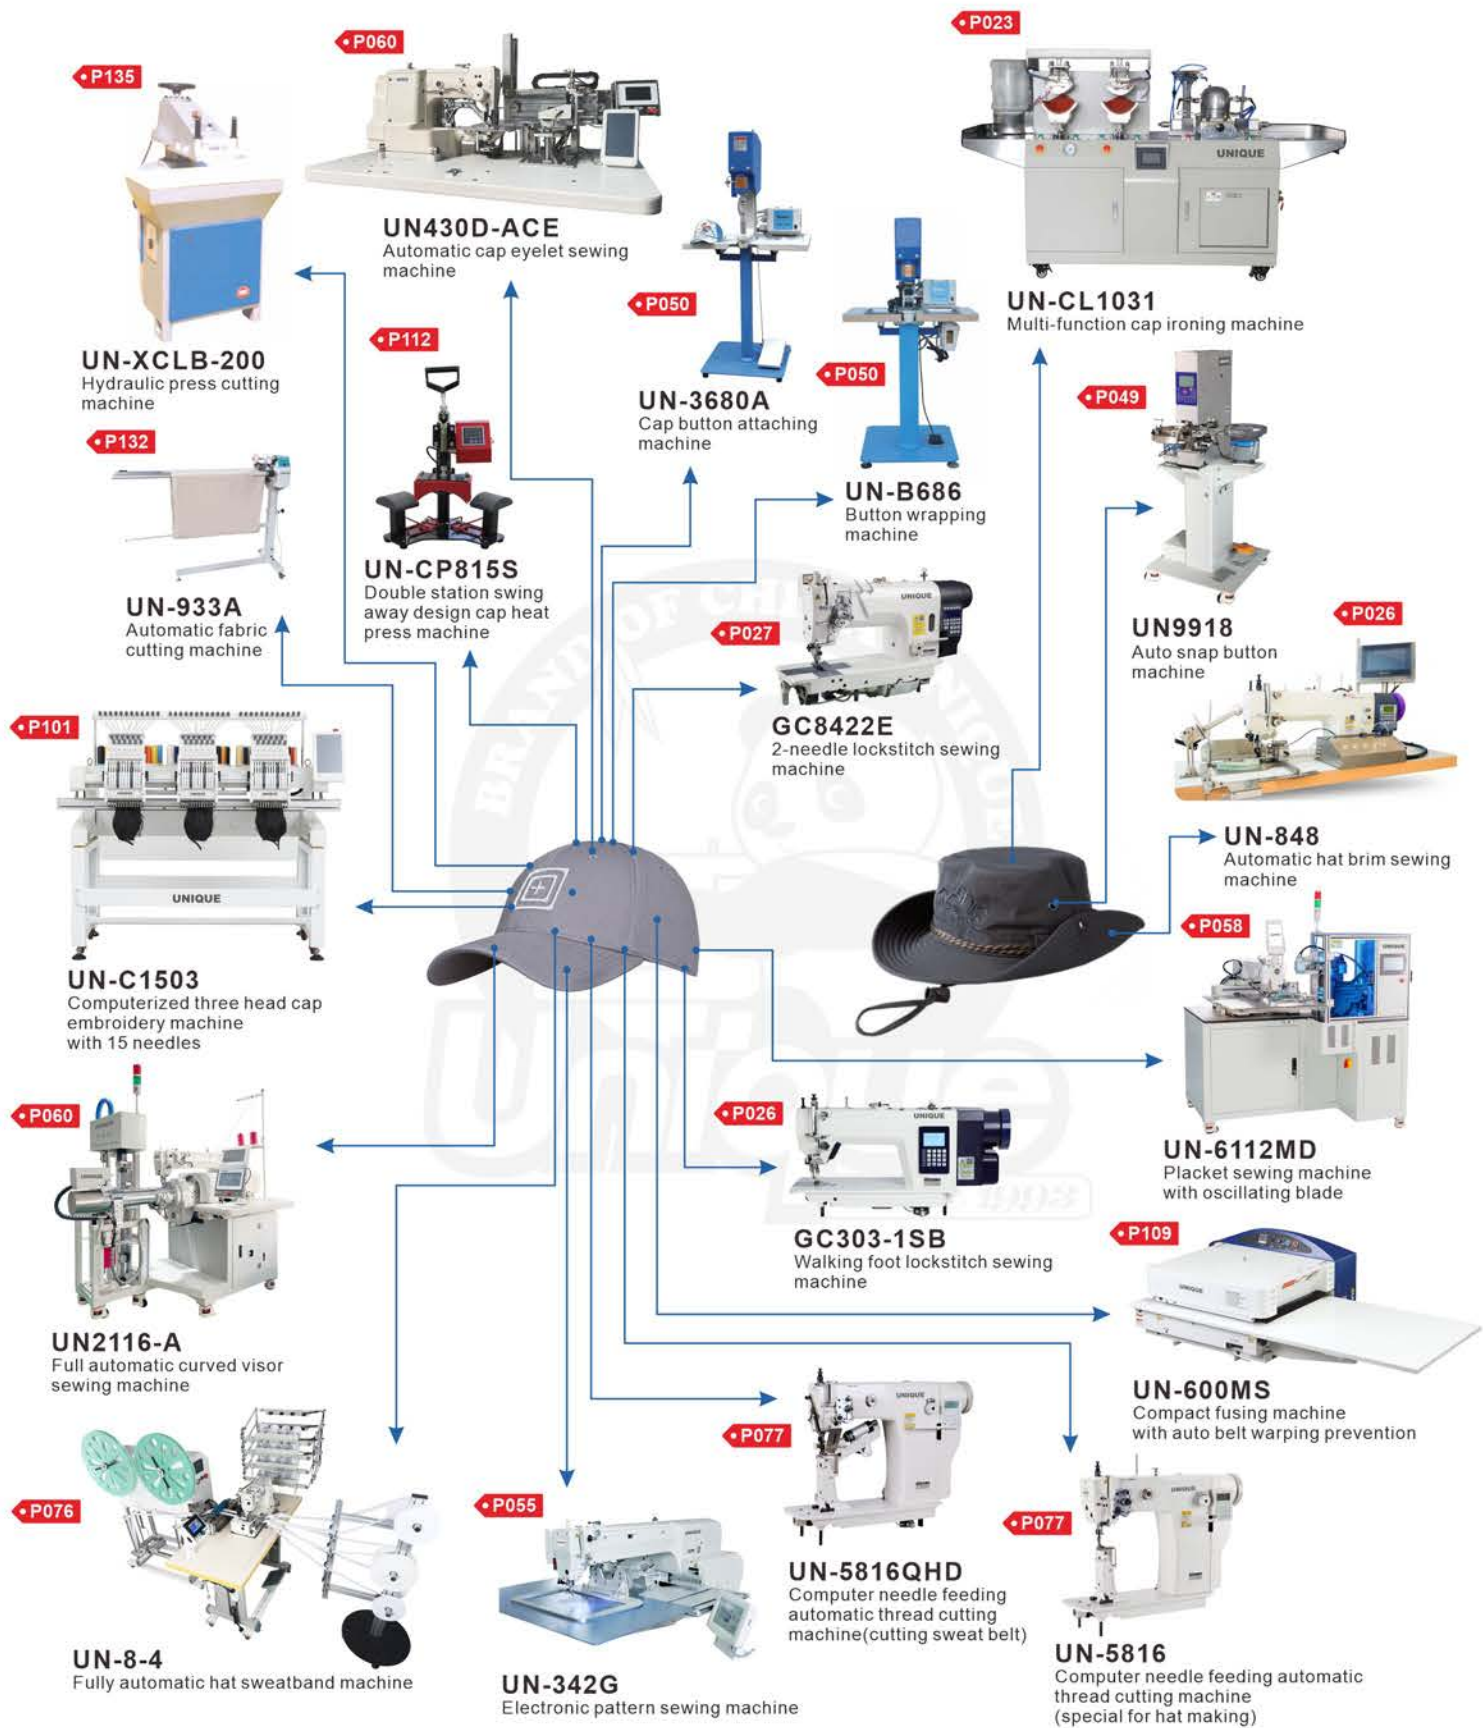 P023
P060
P135
UNIQUE
UN430D-ACE
Automatic cap eyelet sewing
machine
P050
UN-CL1031
Multi-function cap ironing machine
P112
UN-XCLB-200
Hydraulic press cutting
machine
P050
P049
UN-3680A
Cap button attaching
machine
P132
UN-B686
Button wrapping
machine
UN-CP815S
Double station swing
away design cap heat
press machine
UN-933A
Automatic fabric
cutting machine
BRAND OF CHI
UNIQUE
P027
P026
UN9918
Auto snap button
machine
P101
GC8422E
2-needle lockstitch sewing
machine
UNIQUE
UN-848
Automatic hat brim sewing
machine
P058
UNIQUE
UN-C1503
Computerized three head cap
embroidery machine
with 15 needles
Unique
1993
P060
P026
UNIQUE
UN-6112MD
Placket sewing machine
with oscillating blade
GC303-1SB
Walking foot lockstitch sewing
machine
P109
UNIQUE
UN2116-A
Full automatic curved visor
sewing machine
UN-600MS
Compact fusing machine
with auto belt warping prevention
UNIQUE
P077
P076
P055
UNIQUE
P077
UNIQUE
UN-5816QHD
Computer needle feeding
automatic thread cutting
machine(cutting sweat belt)
UN-8-4
Fully automatic hat sweatband machine
UN-342G
Electronic pattern sewing machine
UN-5816
Computer needle feeding automatic
thread cutting machine
(special for hat making)